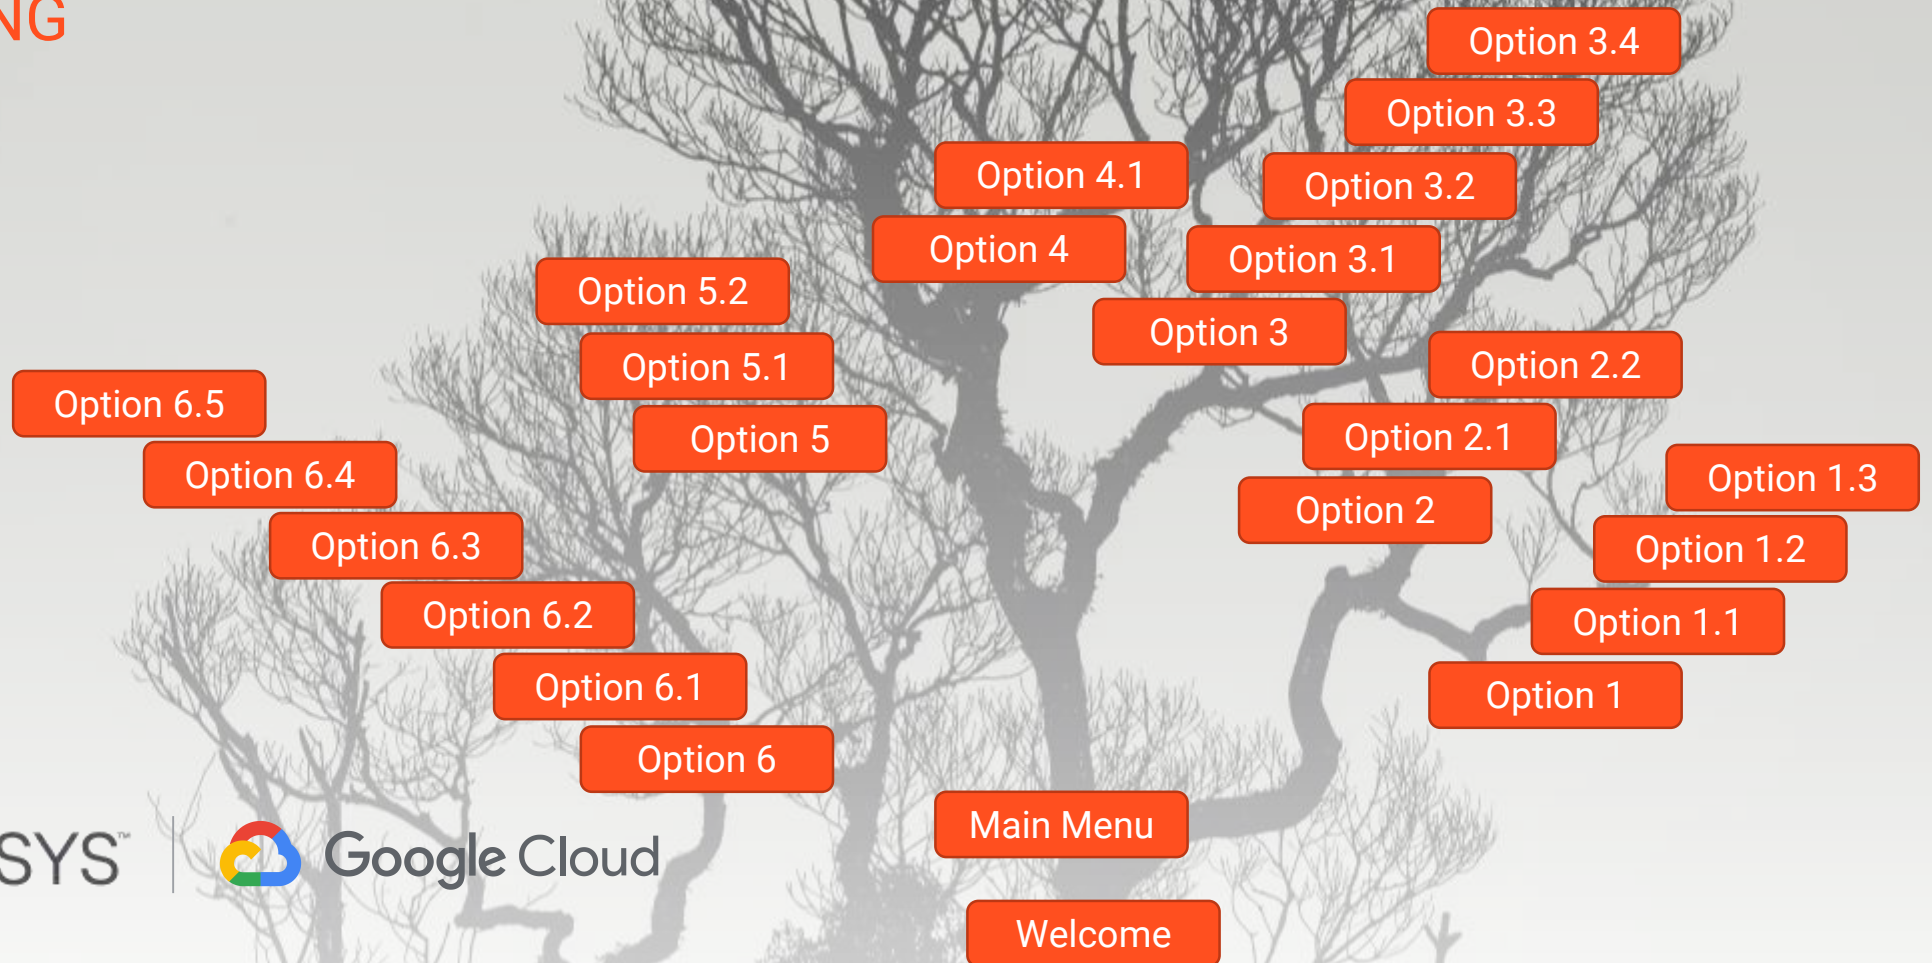 NG
Option 3.4
Option 3.3
Option 4.1
Option 3.2
Option 4
Option 3.1
Option 5.2
Option 3
Option 5.1
Option 2.2
Option 6.5
Option 5
Option 2.1
Option 6.4
Option 1.3
Option 2
Option 6.3
Option 1.2
Option 6.2
Option 1.1
Option 6.1
Option 1
Option 6
Main Menu
SYS™
Google Cloud
Welcome